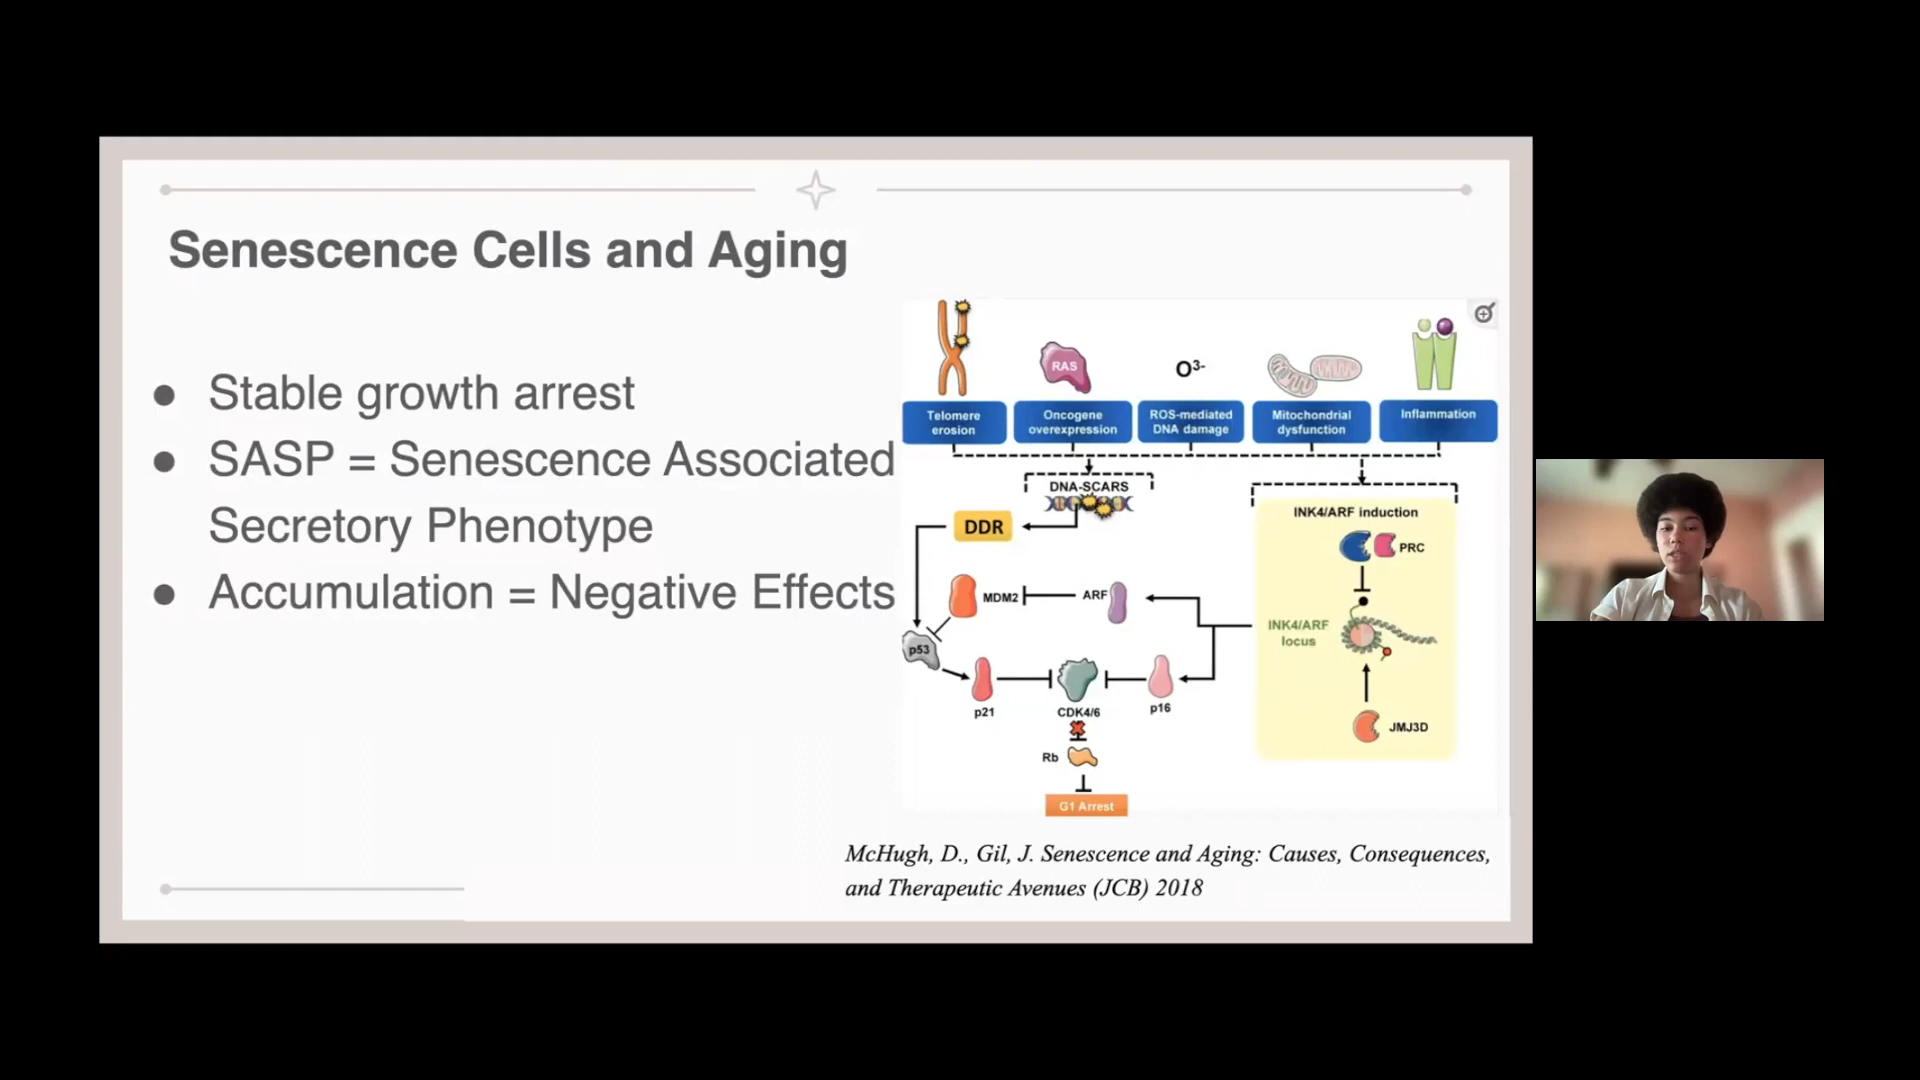 Senescence Cells and Aging
● Stable growth arrest
● SASP = Senescence Associated
Secretory Phenotype
● Accumulation = Negative Effects
RAS
O³⁻
Telomere
erosion
Oncogene
overexpression
ROS-mediated
DNA damage
Mitochondrial
dysfunction
Inflammation
DNA-SCARS
DDR
INK4/ARF induction
PRC
MDM2
ARF
INK4/ARF
locus
p53
p21
CDK4/6
p16
JMJ3D
Rb
G1 Arrest
McHugh, D., Gil, J. Senescence and Aging: Causes, Consequences,
and Therapeutic Avenues (JCB) 2018